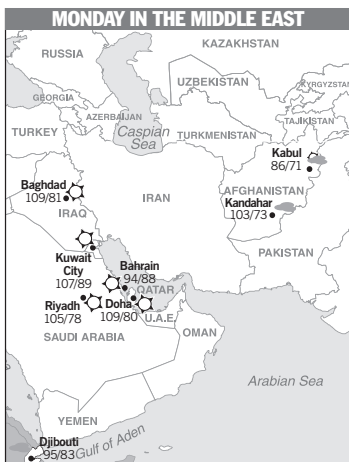 MONDAY IN THE MIDDLE EAST
RUSSIA
KAZAKHSTAN
UZBEKISTAN
KYRGYZSTAN
GEORGIA
AZERBAIJAN
TAJIKISTAN
TURKEY
Caspian
Sea
TURKMENISTAN
Kabul
86/71
Baghdad
109/81
IRAQ
IRAN
AFGHANISTAN
Kandahar
103/73
PAKISTAN
Kuwait
City
107/89
Bahrain
94/88
QATAR
Riyadh
105/78
Doha
109/80
U.A.E.
SAUDI ARABIA
OMAN
Arabian Sea
YEMEN
Djibouti
95/83
Gulf of Aden